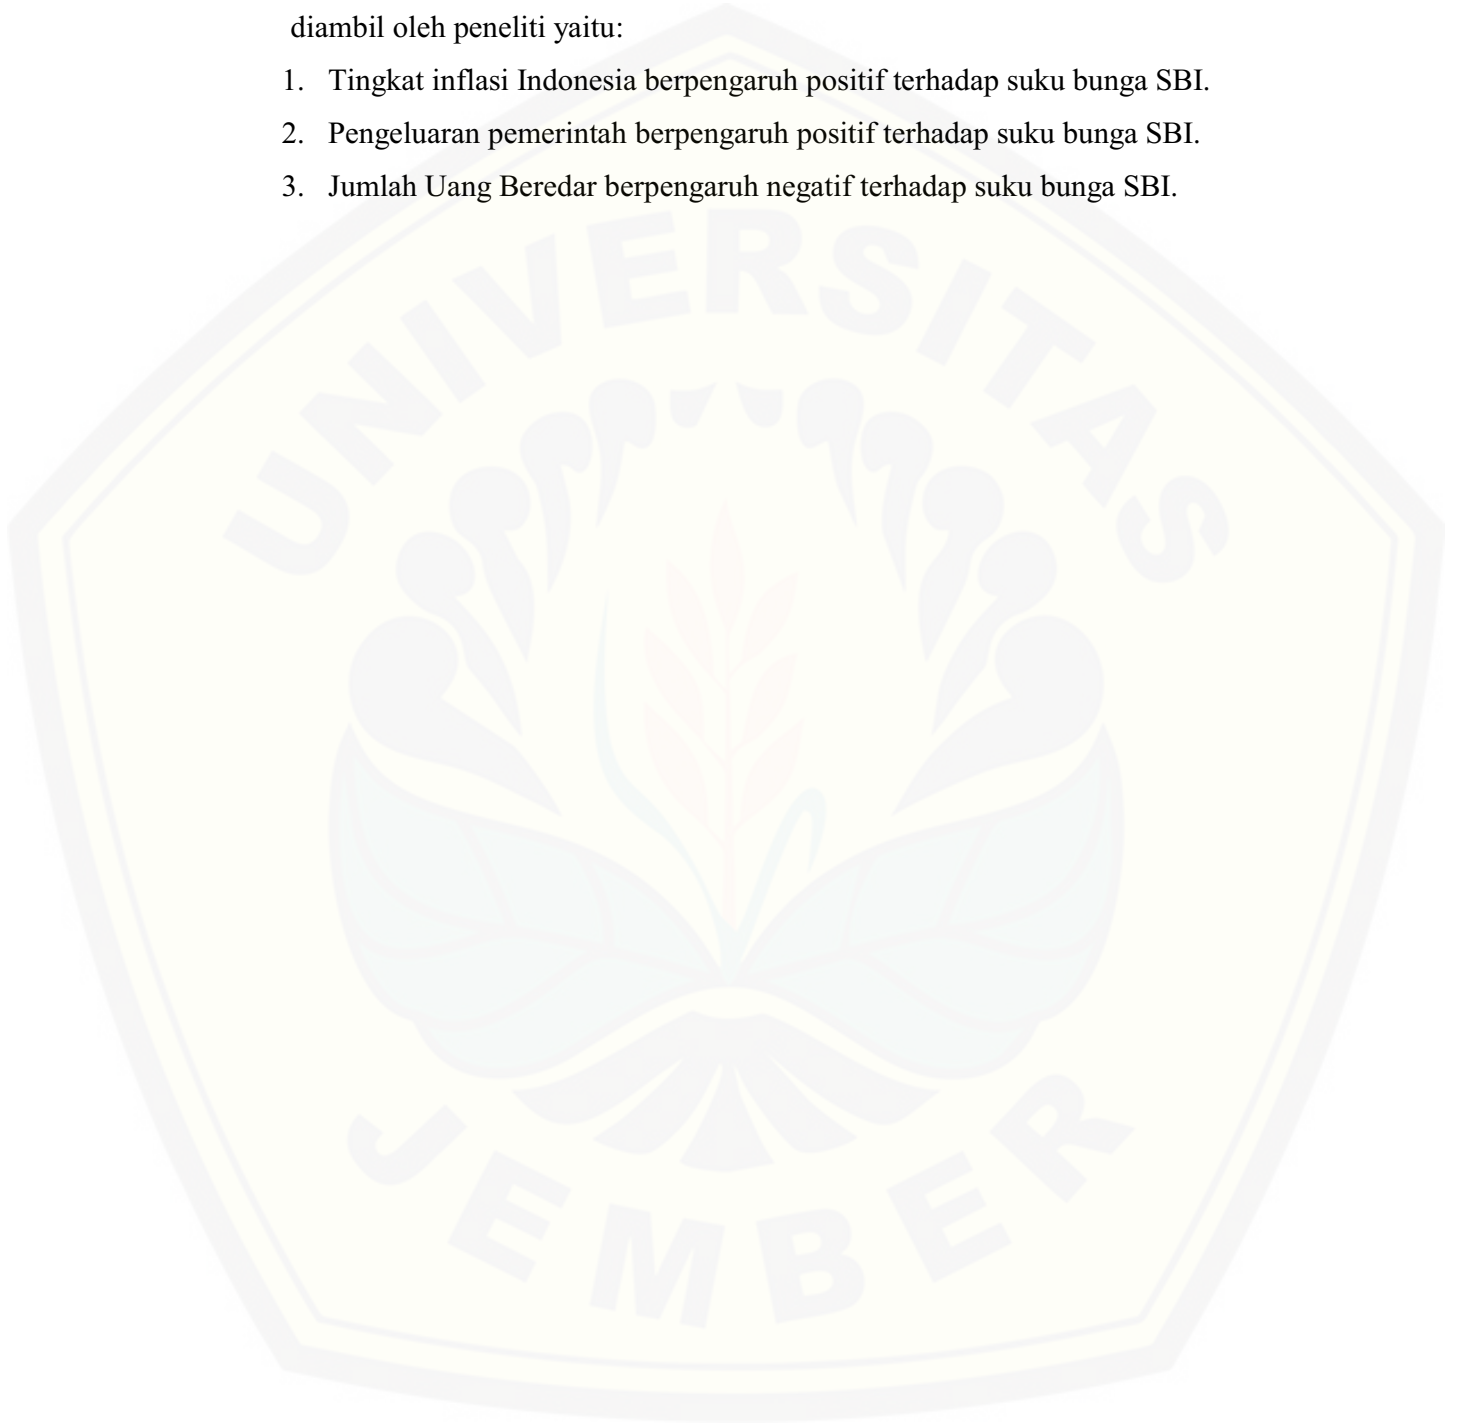 diambil oleh peneliti yaitu:
1. Tingkat inflasi Indonesia berpengaruh positif terhadap suku bunga SBI.
2. Pengeluaran pemerintah berpengaruh positif terhadap suku bunga SBI.
3. Jumlah Uang Beredar berpengaruh negatif terhadap suku bunga SBI.
UNIVERSITAS
JEMBER